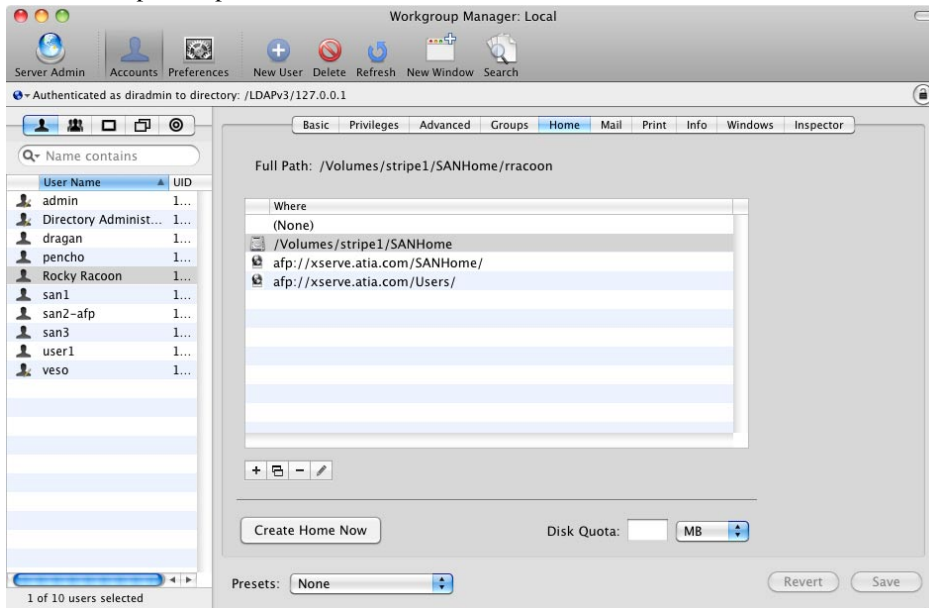 Workgroup Manager: Local
Server Admin Accounts Preferences New User Delete Refresh New Window Search
Authenticated as diradmin to directory: /LDAPv3/127.0.0.1
Basic Privileges Advanced Groups Home Mail Print Info Windows Inspector
Name contains
Full Path: /Volumes/stripe1/SANHome/rracoon
User Name UID
admin 1...
Directory Administ... 1...
dragan 1...
pencho 1...
Rocky Racoon 1...
san1 1...
san2-afp 1...
san3 1...
user1 1...
veso 1...
Where
(None)
/Volumes/stripe1/SANHome
afp://xserve.atia.com/SANHome/
afp://xserve.atia.com/Users/
Create Home Now Disk Quota: MB
Presets: None Revert Save
1 of 10 users selected